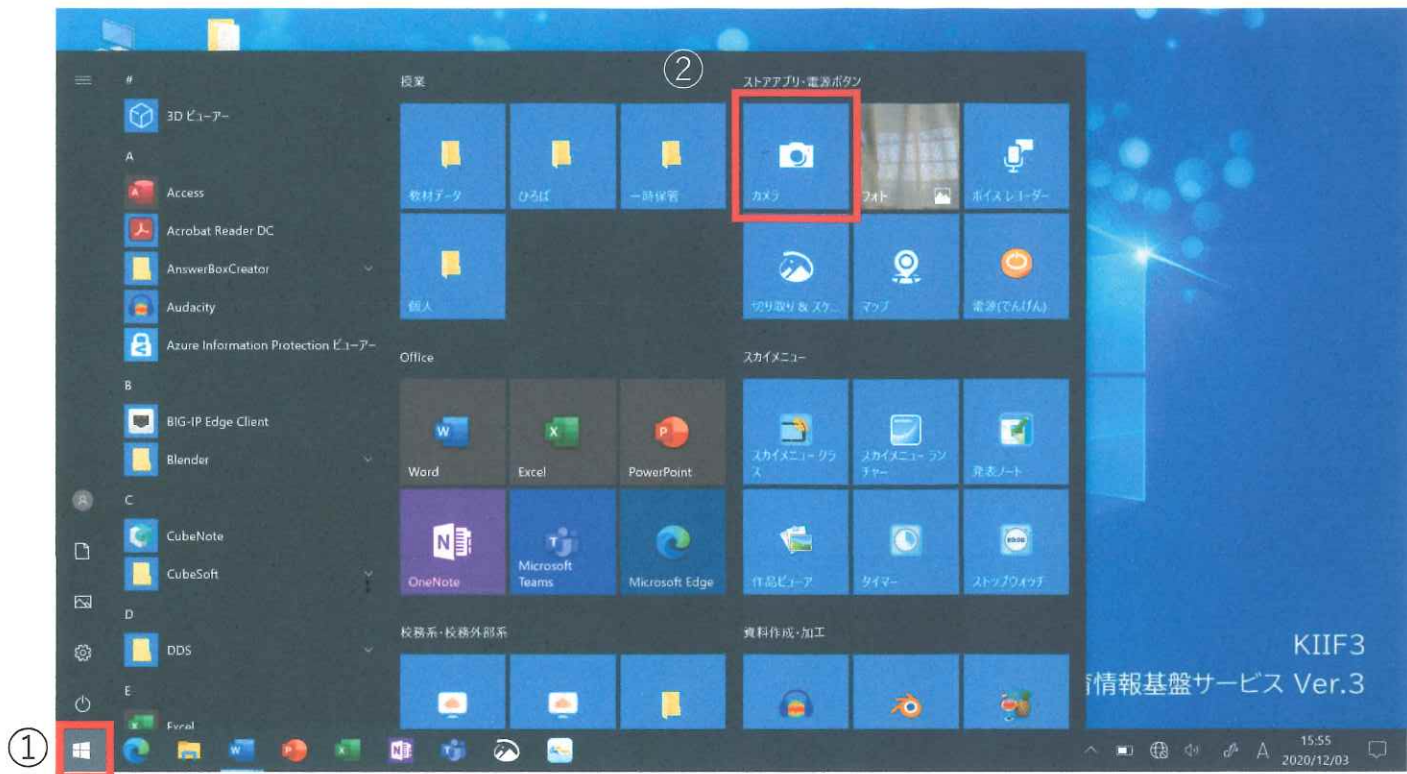 ②
#
3D ビューアー
A
Access
Acrobat Reader DC
AnswerBoxCreator
Audacity
Azure Information Protection ビューアー
B
BIG-IP Edge Client
Blender
C
CubeNote
CubeSoft
D
DDS
E
Excel
授業
教材データ
ひろば
一時保管
個人
Office
Word
Excel
PowerPoint
OneNote
Microsoft
Teams
Microsoft Edge
校務系・校務外部系
ストアアプリ・電源ボタン
カメラ
フォト
ボイス レコーダー
切り取り & スケ...
マップ
電源(でんげん)
スカイメニュー
スカイメニュー クラ
ス
スカイメニュー ラン
チャー
発表ノート
作品ビューア
タイマー
ストップウォッチ
資料作成・加工
KIIF3
情報基盤サービス Ver.3
①
A
15:55
2020/12/03